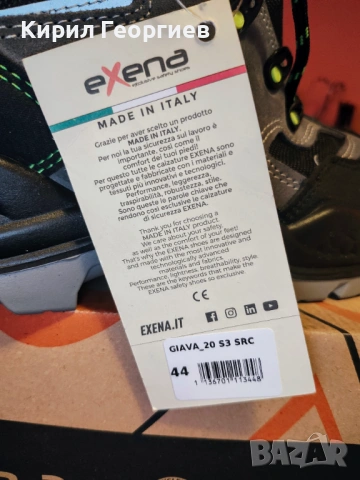 Кирил Георгиев
exena
MADE IN ITALY
Grazie per aver scelto un prodotto
MADE IN ITALY.
Per noi la tua sicurezza sul lavoro è
importante, così come il
comfort dei tuoi piedi!
Per questo tutte le calzature EXENA sono
progettate e fabbricate con i materiali e
tessuti più innovativi e tecnologici.
Performance, leggerezza,
traspirabilità, robustezza, stile.
Sono queste le parole chiave che
rendono così esclusive le calzature
di sicurezza EXENA.
Thank you for choosing a
MADE IN ITALY product.
We care about your safety,
as well as the comfort of your feet!
That's why the EXENA shoes are designed
and made with the most innovative and
technologically advanced
materials and fabrics.
Performance, lightness, breathability, style.
These are the keywords that make the
EXENA safety shoes so exclusive.
CE
EXENA.IT
GIAVA_20 S3 SRC
44
1136701113448
BAZAR.bg